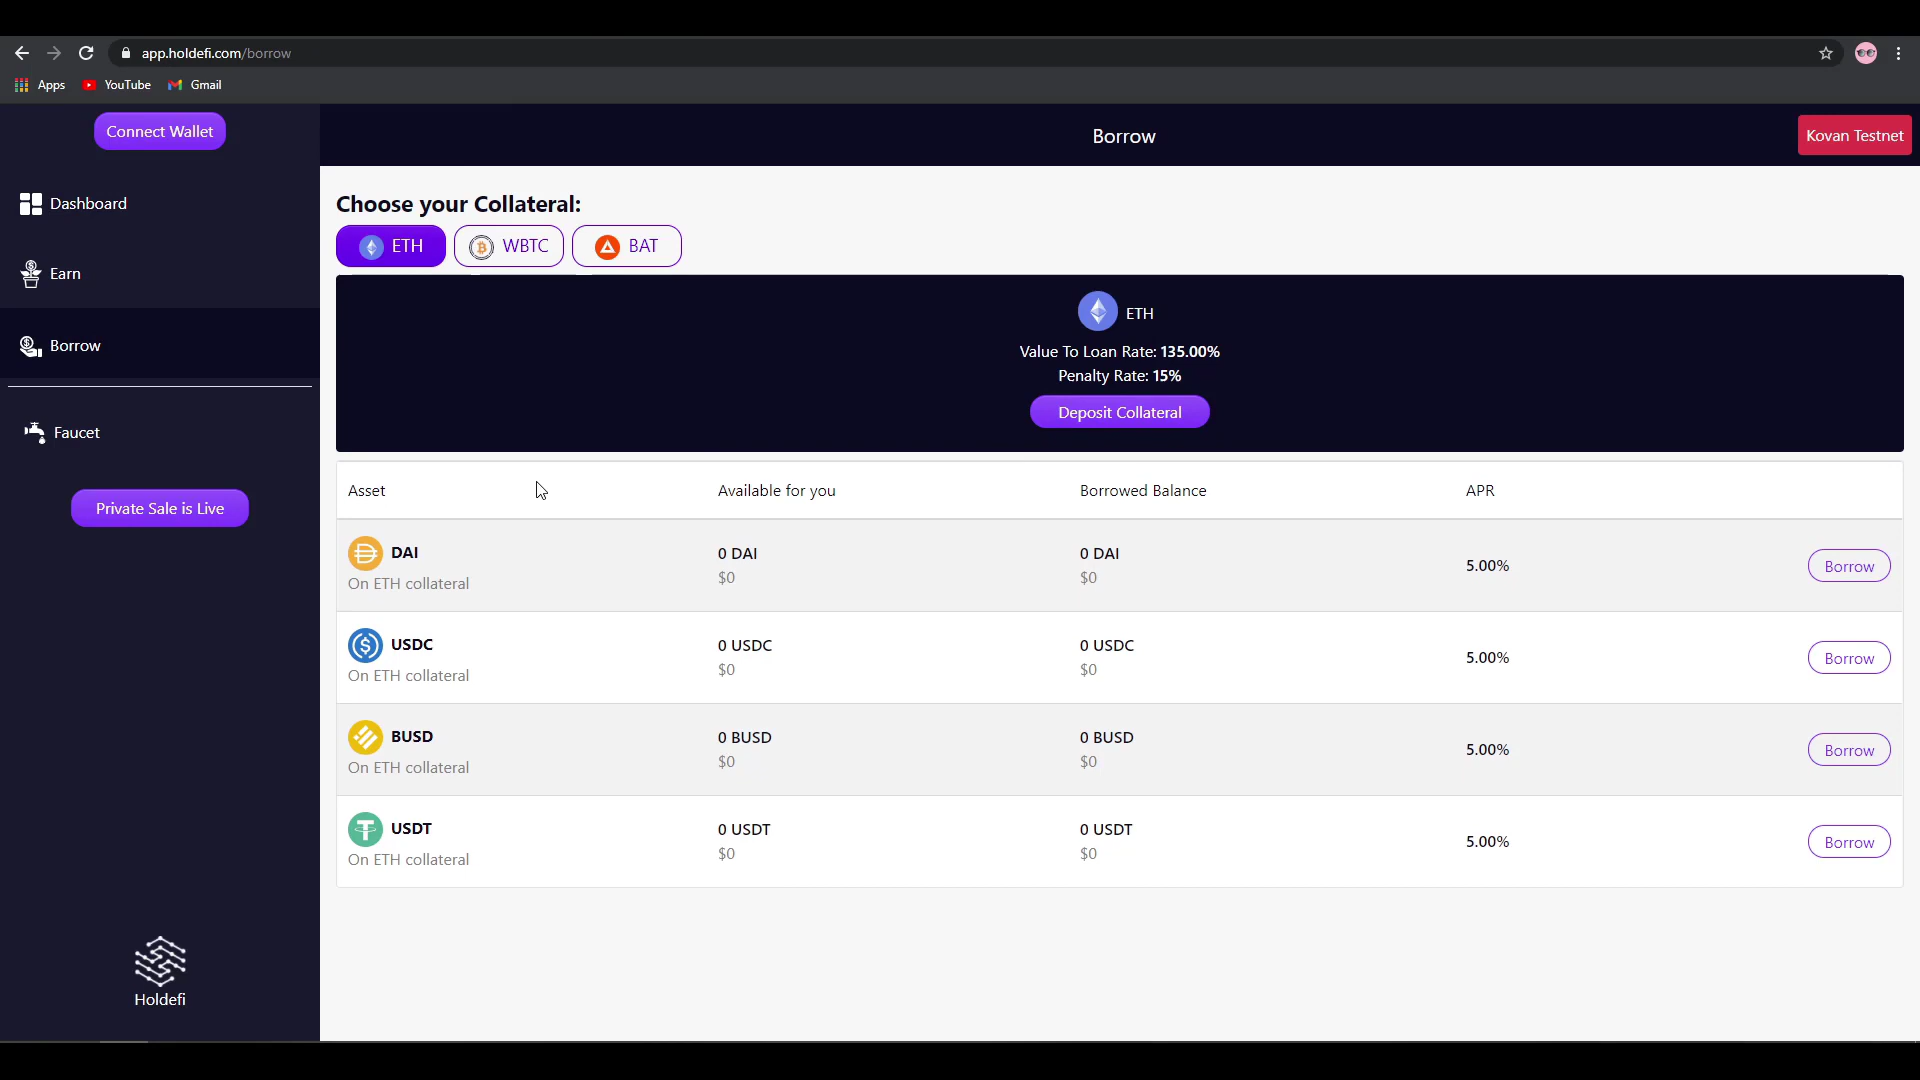 app.holdefi.com/borrow
Apps YouTube Gmail
Connect Wallet
Borrow
Kovan Testnet
Dashboard
Earn
Borrow
Faucet
Private Sale is Live
Holdefi
Choose your Collateral:
ETH WBTC BAT
ETH
Value To Loan Rate: 135.00%
Penalty Rate: 15%
Deposit Collateral
Asset Available for you Borrowed Balance APR
DAI 0 DAI 0 DAI 5.00% Borrow
On ETH collateral $0 $0
USDC 0 USDC 0 USDC 5.00% Borrow
On ETH collateral $0 $0
BUSD 0 BUSD 0 BUSD 5.00% Borrow
On ETH collateral $0 $0
USDT 0 USDT 0 USDT 5.00% Borrow
On ETH collateral $0 $0